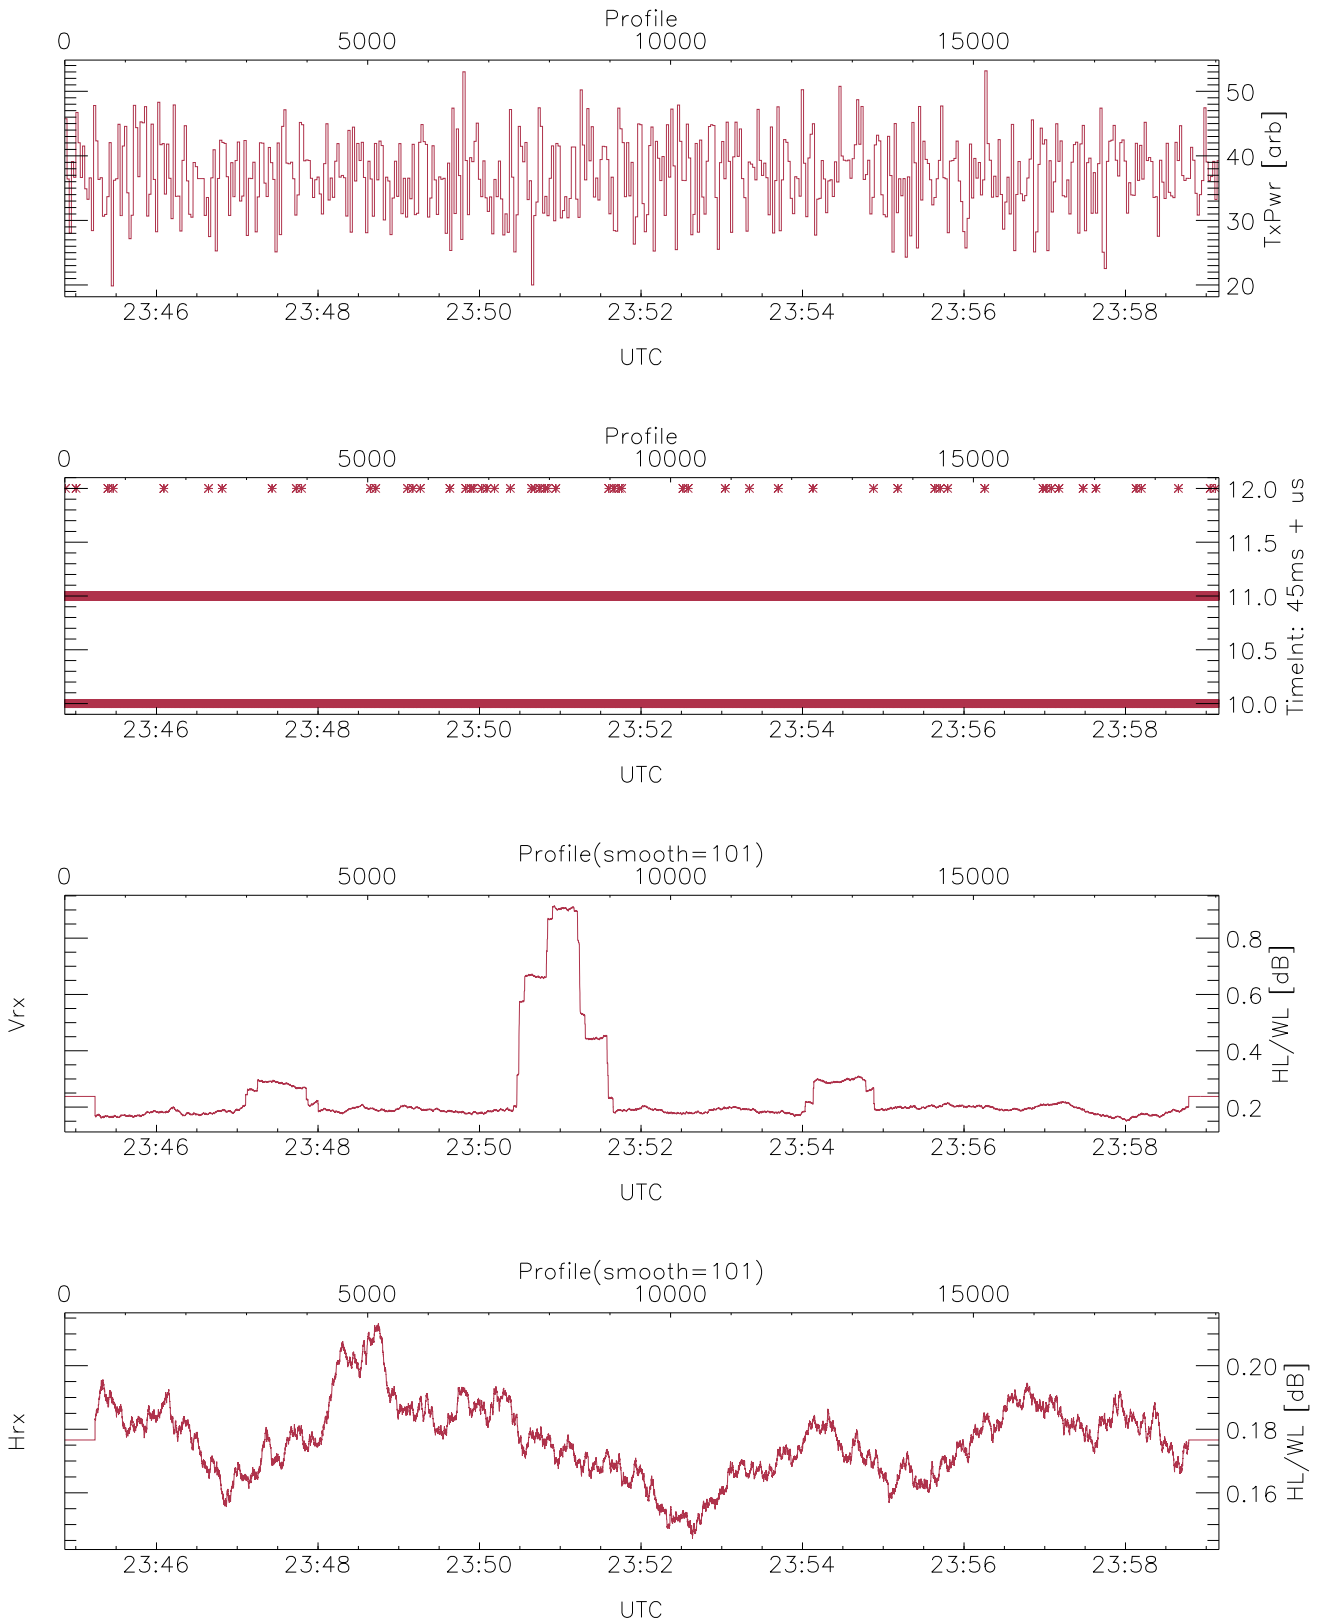 Profile
0 5000 10000 15000
50
40
30
20
TxPwr [arb]
23:46 23:48 23:50 23:52 23:54 23:56 23:58
UTC
Profile
0 5000 10000 15000
12.0
11.5
11.0
10.5
10.0
TimeInt: 45ms + us
23:46 23:48 23:50 23:52 23:54 23:56 23:58
UTC
Profile(smooth=101)
0 5000 10000 15000
Vrx
0.8
0.6
0.4
0.2
HL/WL [dB]
23:46 23:48 23:50 23:52 23:54 23:56 23:58
UTC
Profile(smooth=101)
0 5000 10000 15000
Hrx
0.20
0.18
0.16
HL/WL [dB]
23:46 23:48 23:50 23:52 23:54 23:56 23:58
UTC